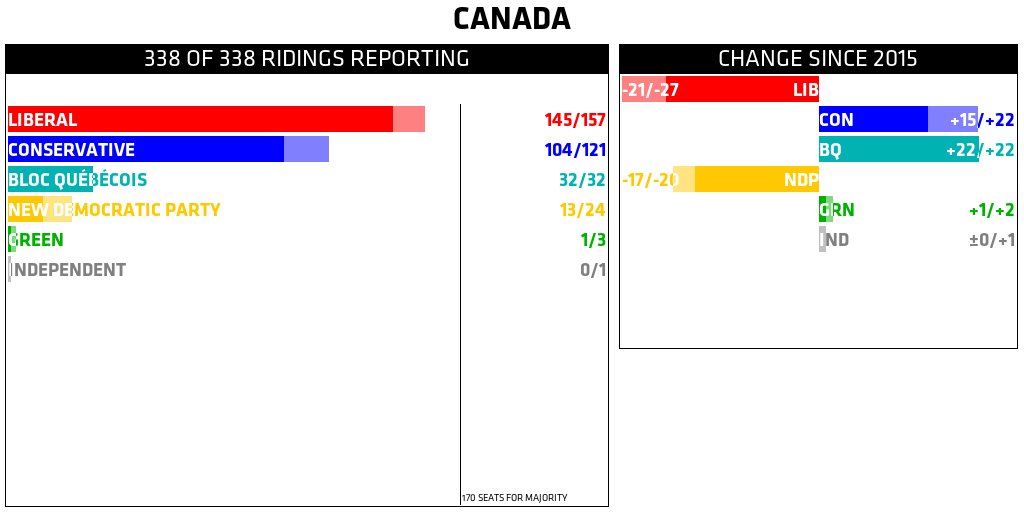 CANADA
338 OF 338 RIDINGS REPORTING
LIBERAL 145/157
CONSERVATIVE 104/121
BLOC QUÉBÉCOIS 32/32
NEW DEMOCRATIC PARTY 13/24
GREEN 1/3
INDEPENDENT 0/1
170 SEATS FOR MAJORITY
CHANGE SINCE 2015
-21/-27 LIB
CON +15/+22
BQ +22/+22
-17/-20 NDP
GRN +1/+2
IND ±0/+1